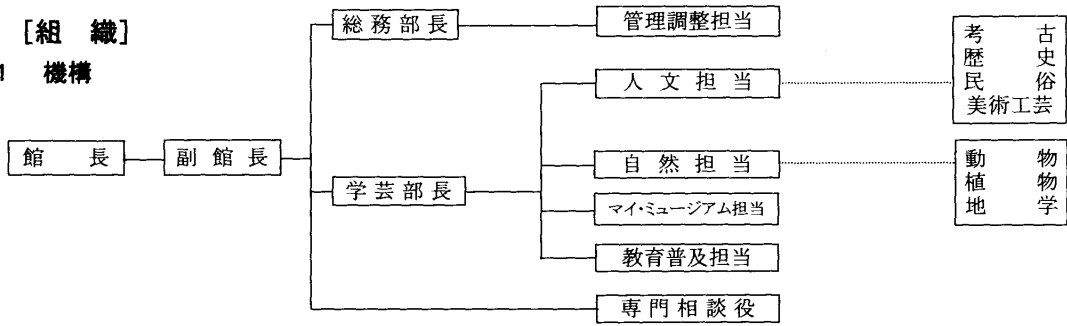 [組 織]
1 機構
館 長
副 館 長
総 務 部 長
学 芸 部 長
管理調整担当
人 文 担 当
自 然 担 当
マイ・ミュージアム担当
教育普及担当
専 門 相 談 役
考 古
歴 史
民 俗
美術工芸
動 物
植 物
地 学